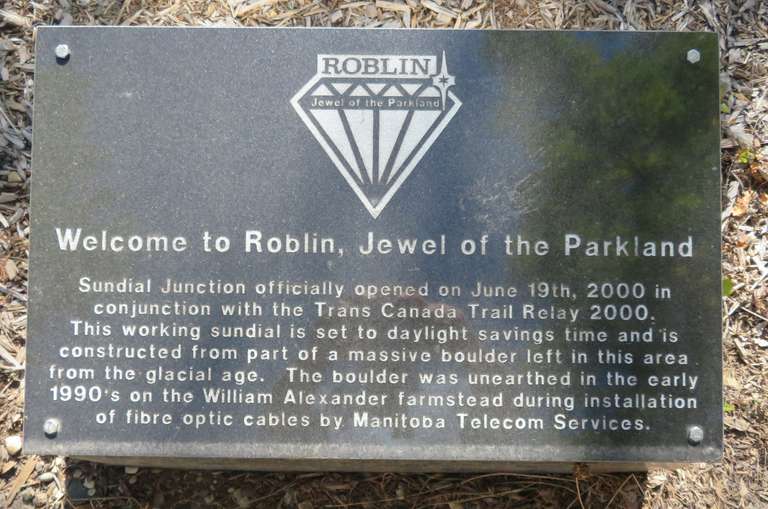 ROBLIN
Jewel of the Parkland
Welcome to Roblin, Jewel of the Parkland
Sundial Junction officially opened on June 19th, 2000 in
conjunction with the Trans Canada Trail Relay 2000.
This working sundial is set to daylight savings time and is
constructed from part of a massive boulder left in this area
from the glacial age.  The boulder was unearthed in the early
1990's on the William Alexander farmstead during installation
of fibre optic cables by Manitoba Telecom Services.